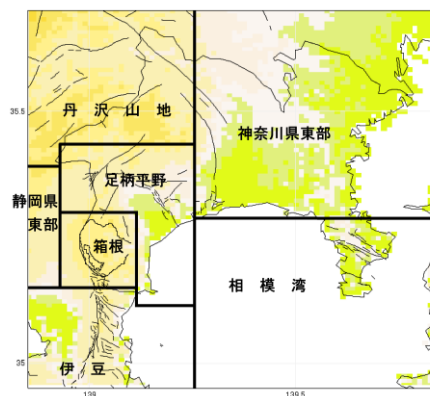 35.5
丹沢山地
神奈川県東部
足柄平野
静岡県
東部
箱根
相模湾
35
伊豆
139
139.5